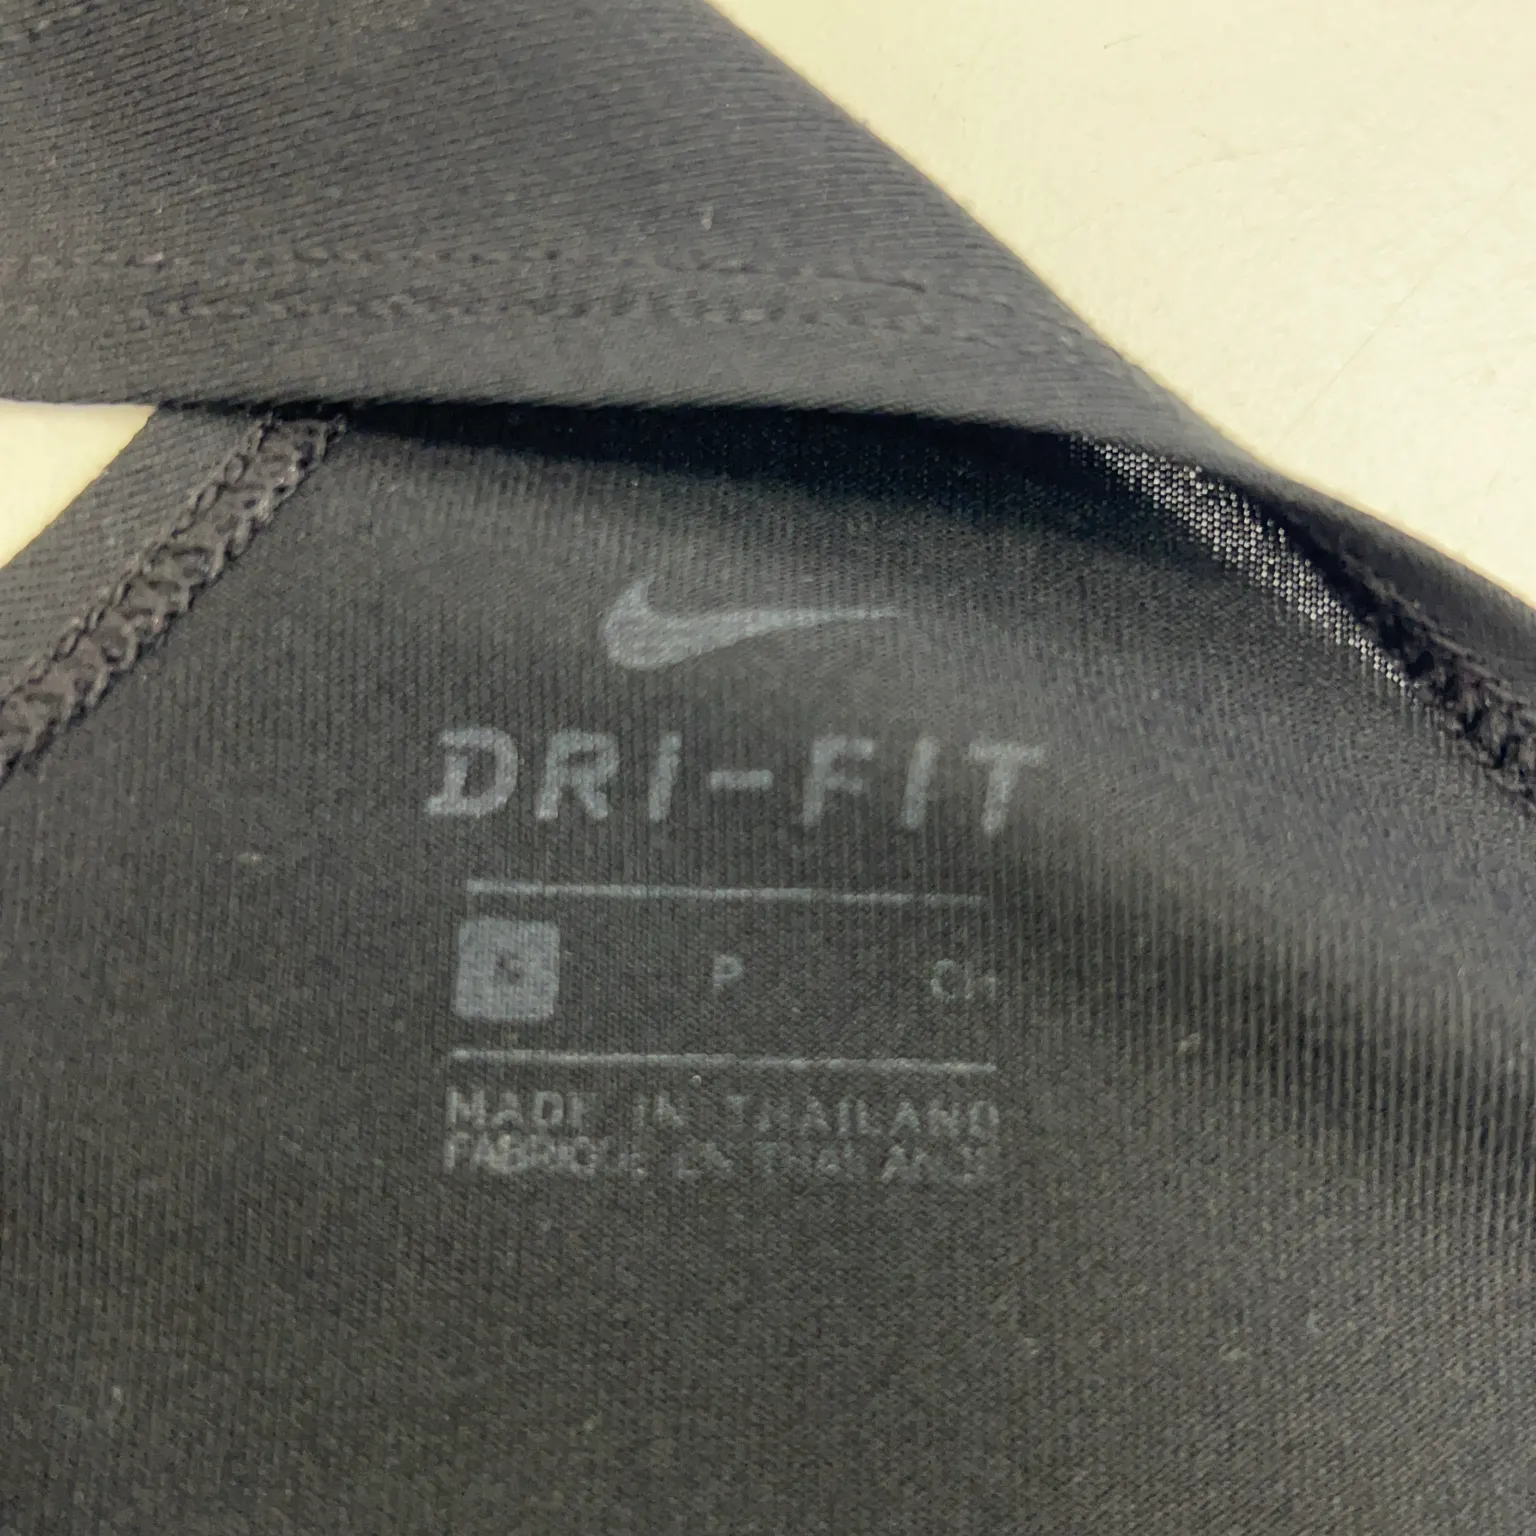 DRI-FIT
S P CH
MADE IN THAILAND
FABRIQUÉ EN THAÏLANDE